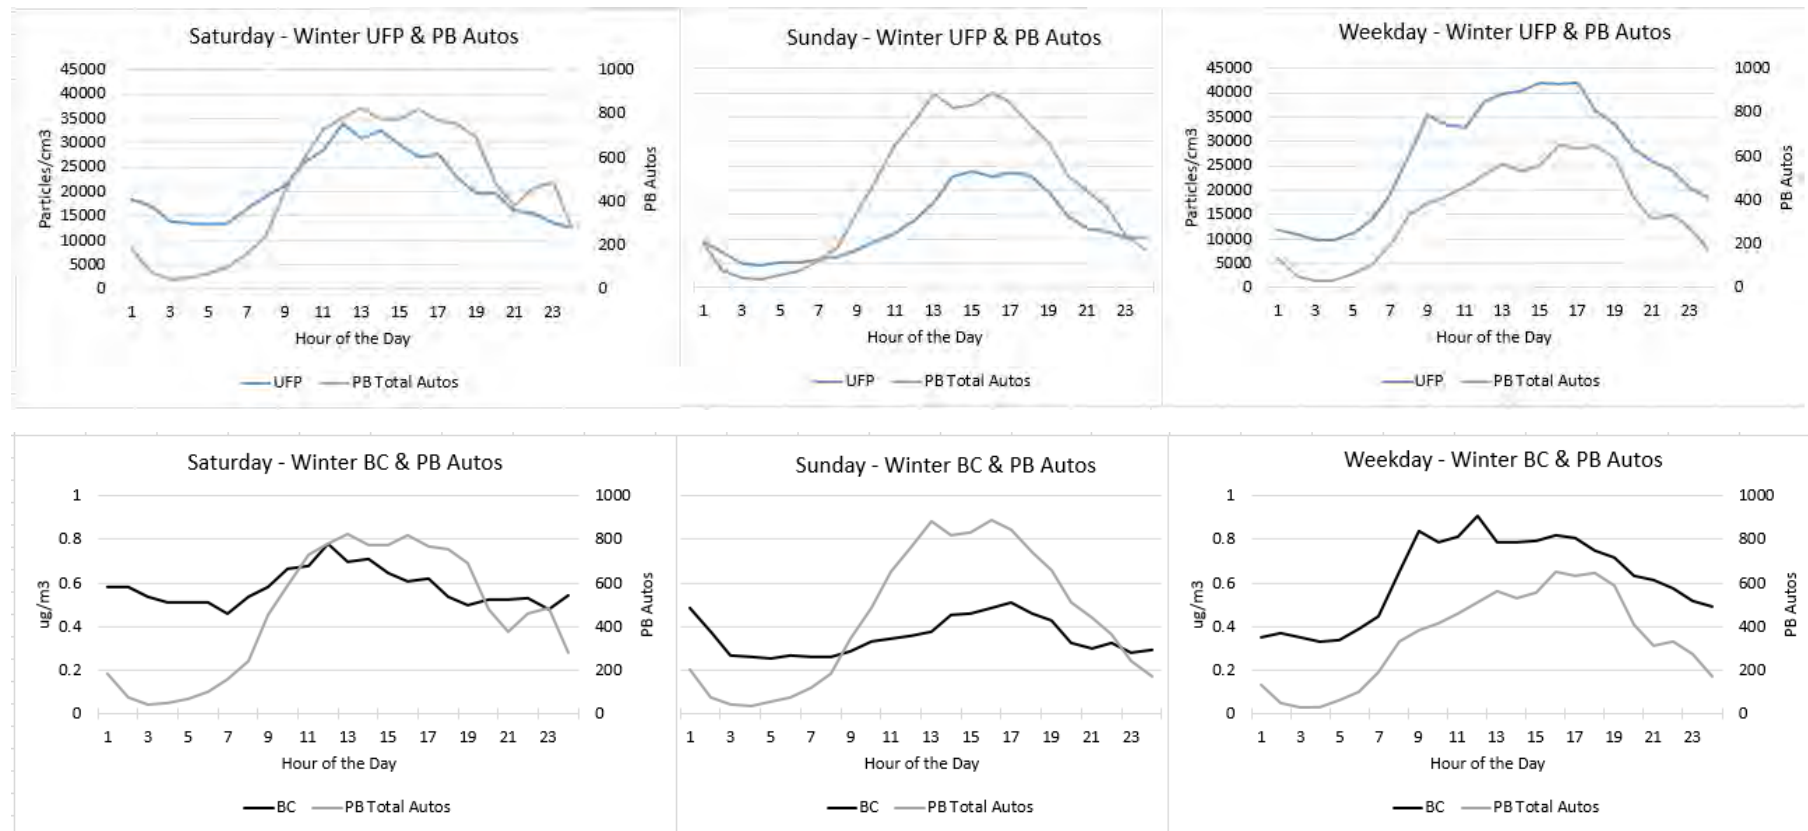 Saturday - Winter UFP & PB Autos
45000 40000 35000 30000 25000 20000 15000 10000 5000 0
Particles/cm3
1000 800 600 400 200 0
PB Autos
1 3 5 7 9 11 13 15 17 19 21 23
Hour of the Day
UFP PB Total Autos
Sunday - Winter UFP & PB Autos
1 3 5 7 9 11 13 15 17 19 21 23
Hour of the Day
UFP PB Total Autos
Weekday - Winter UFP & PB Autos
45000 40000 35000 30000 25000 20000 15000 10000 5000 0
Particles/cm3
1000 800 600 400 200 0
PB Autos
1 3 5 7 9 11 13 15 17 19 21 23
Hour of the Day
UFP PB Total Autos
Saturday - Winter BC & PB Autos
1 0.8 0.6 0.4 0.2 0
ug/m3
1000 800 600 400 200 0
PB Autos
1 3 5 7 9 11 13 15 17 19 21 23
Hour of the Day
BC PB Total Autos
Sunday - Winter BC & PB Autos
1 3 5 7 9 11 13 15 17 19 21 23
Hour of the Day
BC PB Total Autos
Weekday - Winter BC & PB Autos
1 0.8 0.6 0.4 0.2 0
ug/m3
1000 800 600 400 200 0
PB Autos
1 3 5 7 9 11 13 15 17 19 21 23
Hour of the Day
BC PB Total Autos